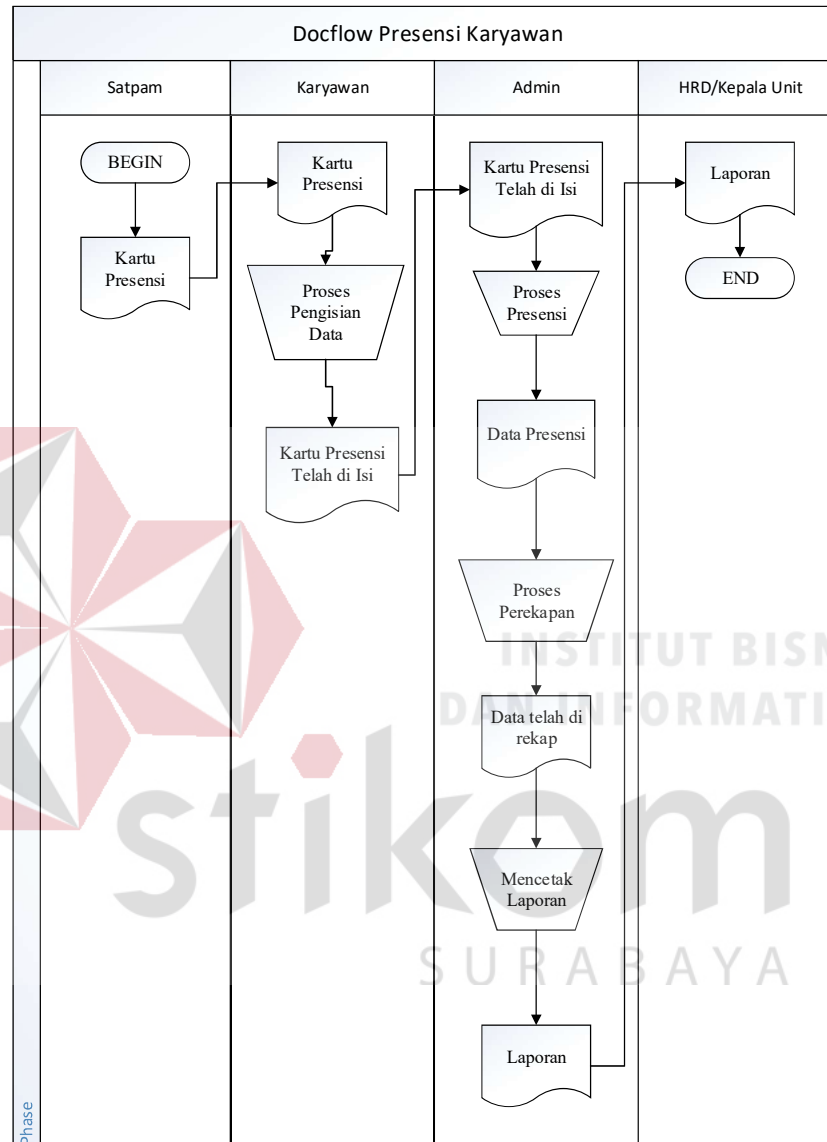 Docflow Presensi Karyawan
Satpam
Karyawan
Admin
HRD/Kepala Unit
BEGIN
Kartu
Presensi
Kartu
Presensi
Proses
Pengisian
Data
Kartu Presensi
Telah di Isi
Kartu Presensi
Telah di Isi
Proses
Presensi
Data Presensi
Proses
Perekapan
Data telah di
rekap
Mencetak
Laporan
Laporan
Laporan
END
Phase
INSTITUT BISN
DAN INFORMATI
stikom
SURABAYA